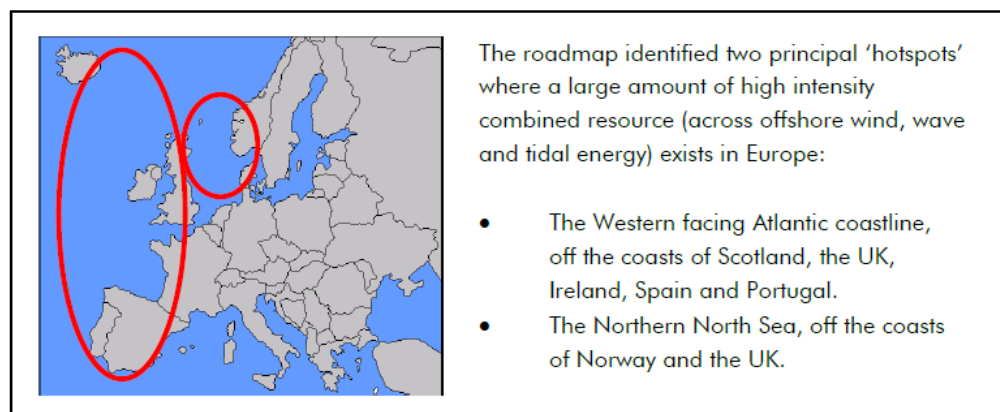 The roadmap identified two principal ‘hotspots’
where a large amount of high intensity
combined resource (across offshore wind, wave
and tidal energy) exists in Europe:
• The Western facing Atlantic coastline,
off the coasts of Scotland, the UK,
Ireland, Spain and Portugal.
• The Northern North Sea, off the coasts
of Norway and the UK.